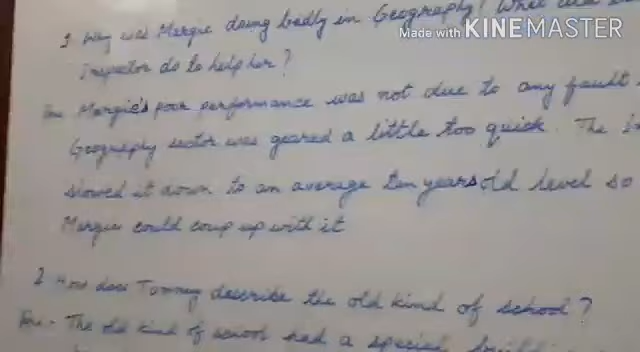 Made with KINEMASTER
1 Why was Margie doing badly in Geography? What did
inspector do to help her?
Ans Margie's poor performance was not due to any fault
Geography sector was geared a little too quick. The
slowed it down to an average ten years old level so
Margie could coup up with it
2 How does Tommy describe the old kind of school?
Ans.- The old kind of school had a special